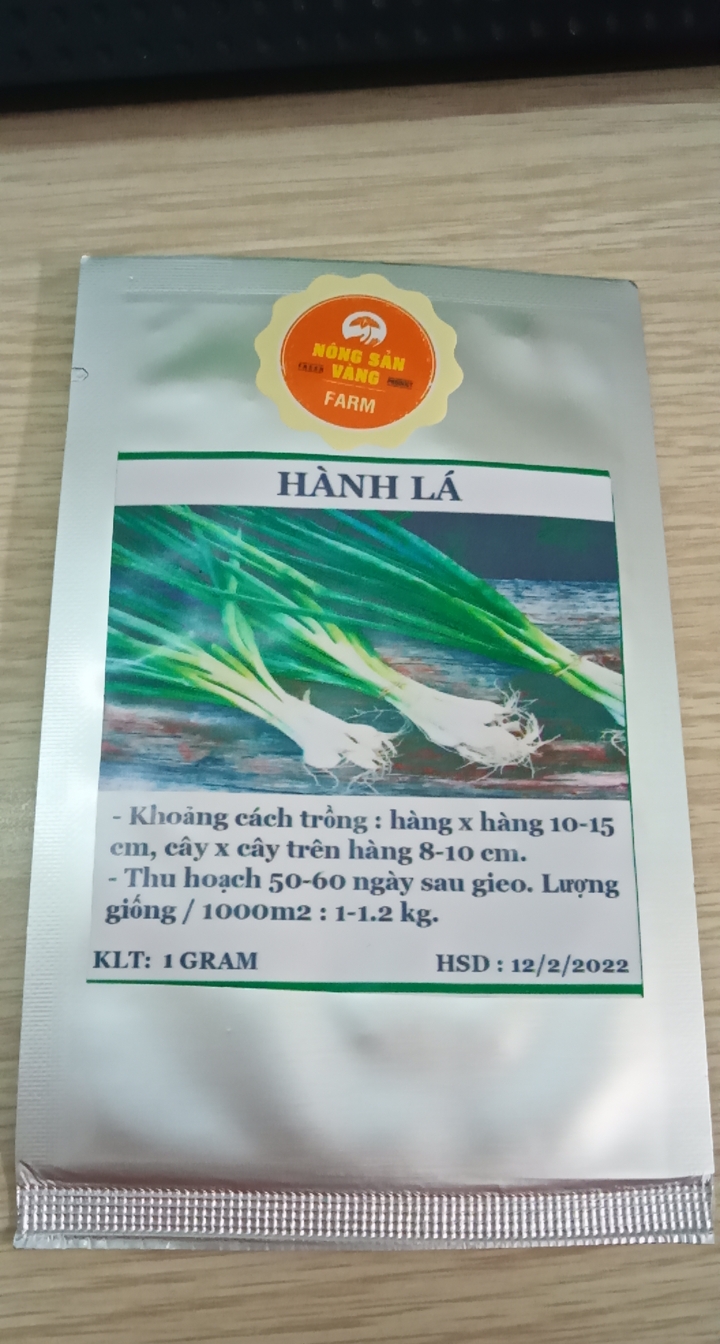 NÔNG SẢN
VÀNG
FARM
HÀNH LÁ
- Khoảng cách trồng : hàng x hàng 10-15
cm, cây x cây trên hàng 8-10 cm.
- Thu hoạch 50-60 ngày sau gieo. Lượng
giống / 1000m2 : 1-1.2 kg.
KLT: 1 GRAM HSD : 12/2/2022